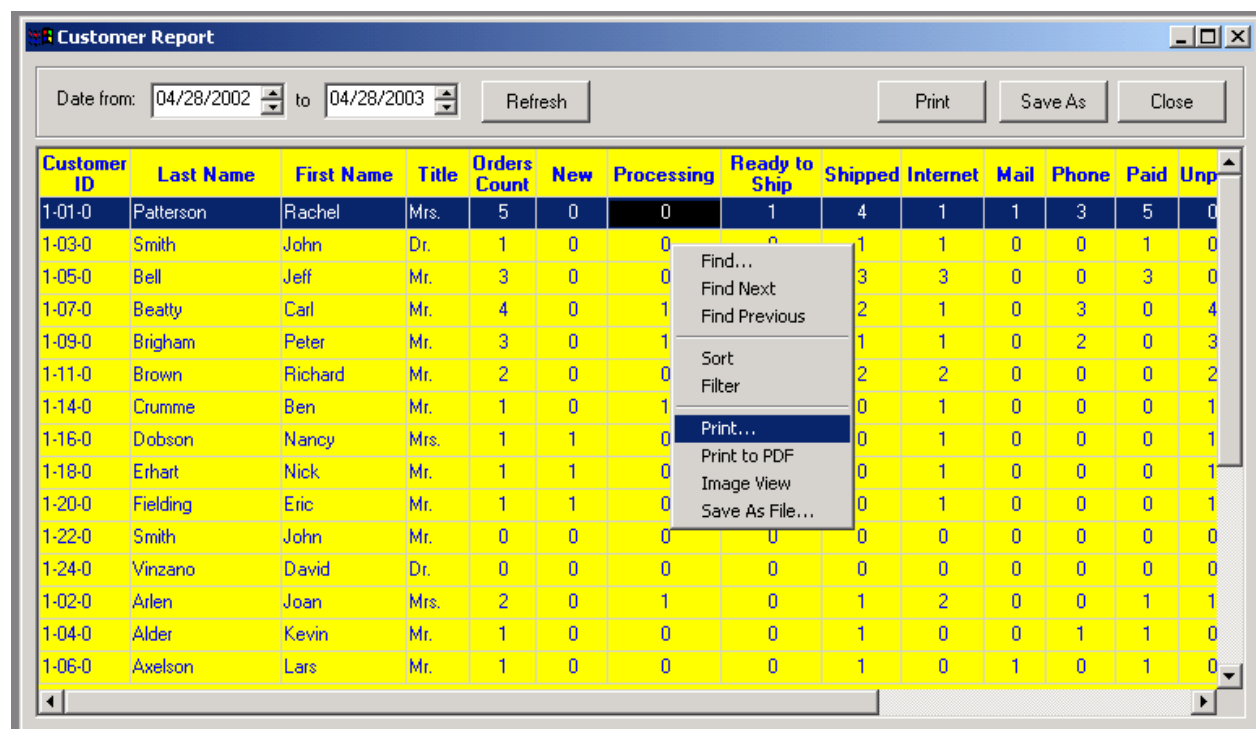 Customer Report
Date from: 04/28/2002 to 04/28/2003 Refresh Print Save As Close
Customer ID Last Name First Name Title Orders Count New Processing Ready to Ship Shipped Internet Mail Phone Paid Unp
1-01-0 Patterson Rachel Mrs. 5 0 0 1 4 1 1 3 5 0
1-03-0 Smith John Dr. 1 0 0 0 1 1 0 0 1 0
1-05-0 Bell Jeff Mr. 3 0 0 3 3 0 0 3 0
1-07-0 Beatty Carl Mr. 4 0 1 2 1 0 3 0 4
1-09-0 Brigham Peter Mr. 3 0 1 1 1 0 2 0 3
1-11-0 Brown Richard Mr. 2 0 0 2 2 0 0 0 2
1-14-0 Crumme Ben Mr. 1 0 1 0 1 0 0 0 1
1-16-0 Dobson Nancy Mrs. 1 1 0 0 1 0 0 0 1
1-18-0 Erhart Nick Mr. 1 1 0 0 1 0 0 0 1
1-20-0 Fielding Eric Mr. 1 1 0 0 1 0 0 0 1
1-22-0 Smith John Mr. 0 0 0 0 0 0 0 0 0 0
1-24-0 Vinzano David Dr. 0 0 0 0 0 0 0 0 0 0
1-02-0 Arlen Joan Mrs. 2 0 1 0 1 2 0 0 1 1
1-04-0 Alder Kevin Mr. 1 0 0 0 1 0 0 1 1 0
1-06-0 Axelson Lars Mr. 1 0 0 0 1 0 1 0 1 0
Find...
Find Next
Find Previous
Sort
Filter
Print...
Print to PDF
Image View
Save As File...